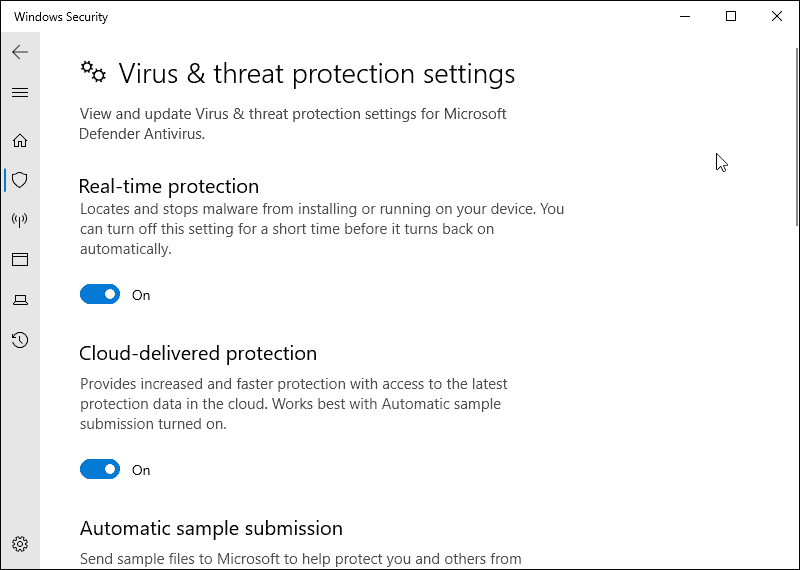 Windows Security
Virus & threat protection settings
View and update Virus & threat protection settings for Microsoft
Defender Antivirus.
Real-time protection
Locates and stops malware from installing or running on your device. You
can turn off this setting for a short time before it turns back on
automatically.
On
Cloud-delivered protection
Provides increased and faster protection with access to the latest
protection data in the cloud. Works best with Automatic sample
submission turned on.
On
Automatic sample submission
Send sample files to Microsoft to help protect you and others from